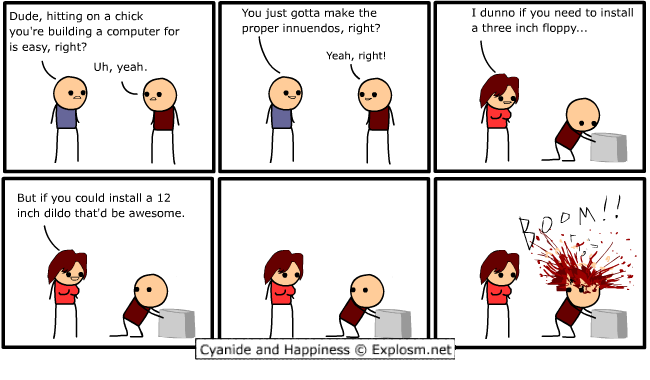 Dude, hitting on a chick
you're building a computer for
is easy, right?
Uh, yeah.
You just gotta make the
proper innuendos, right?
Yeah, right!
I dunno if you need to install
a three inch floppy...
But if you could install a 12
inch dildo that'd be awesome.
BOOM!!
Cyanide and Happiness © Explosm.net